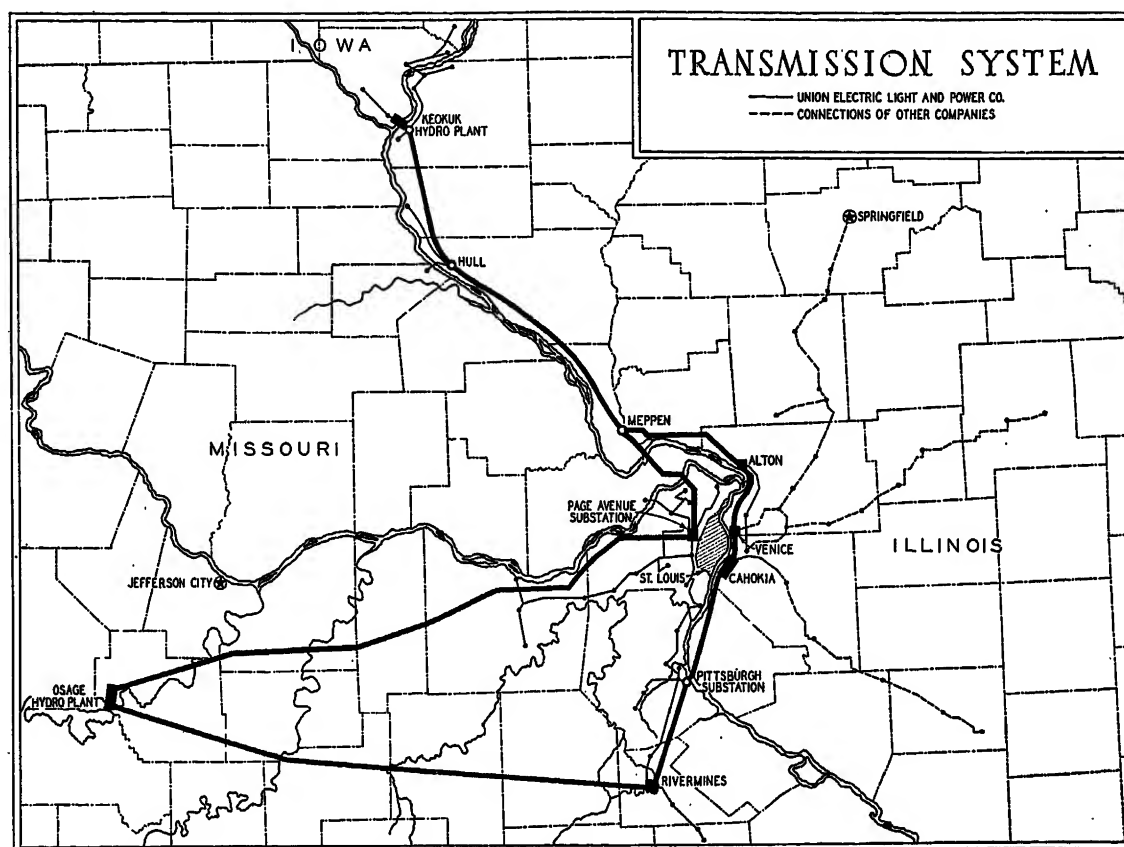 IOWA
TRANSMISSION SYSTEM
UNION ELECTRIC LIGHT AND POWER CO.
CONNECTIONS OF OTHER COMPANIES
KEOKUK
HYDRO PLANT
SPRINGFIELD
HULL
MEPPEN
MISSOURI
ALTON
PAGE AVENUE
SUBSTATION
ILLINOIS
VENICE
ST. LOUIS
CAHOKIA
JEFFERSON CITY
OSAGE
HYDRO PLANT
PITTSBURGH
SUBSTATION
RIVERMINES